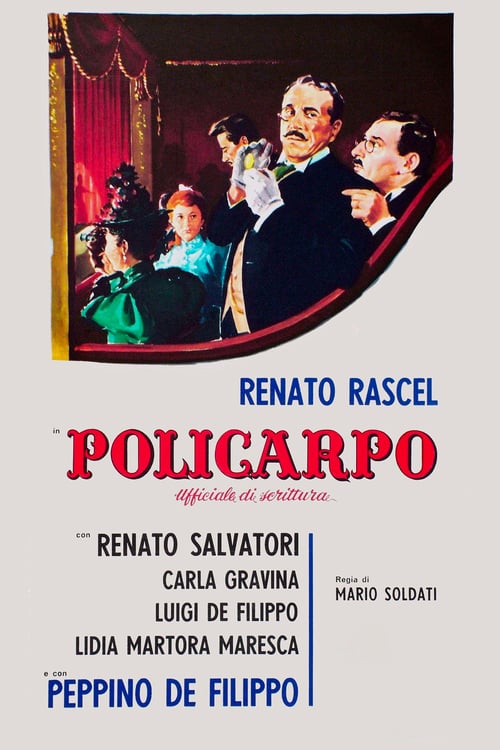 RENATO RASCEL
in
POLICARPO
ufficiale di scrittura
con RENATO SALVATORI
CARLA GRAVINA
LUIGI DE FILIPPO
LIDIA MARTORA MARESCA
e con
PEPPINO DE FILIPPO
Regia di
MARIO SOLDATI